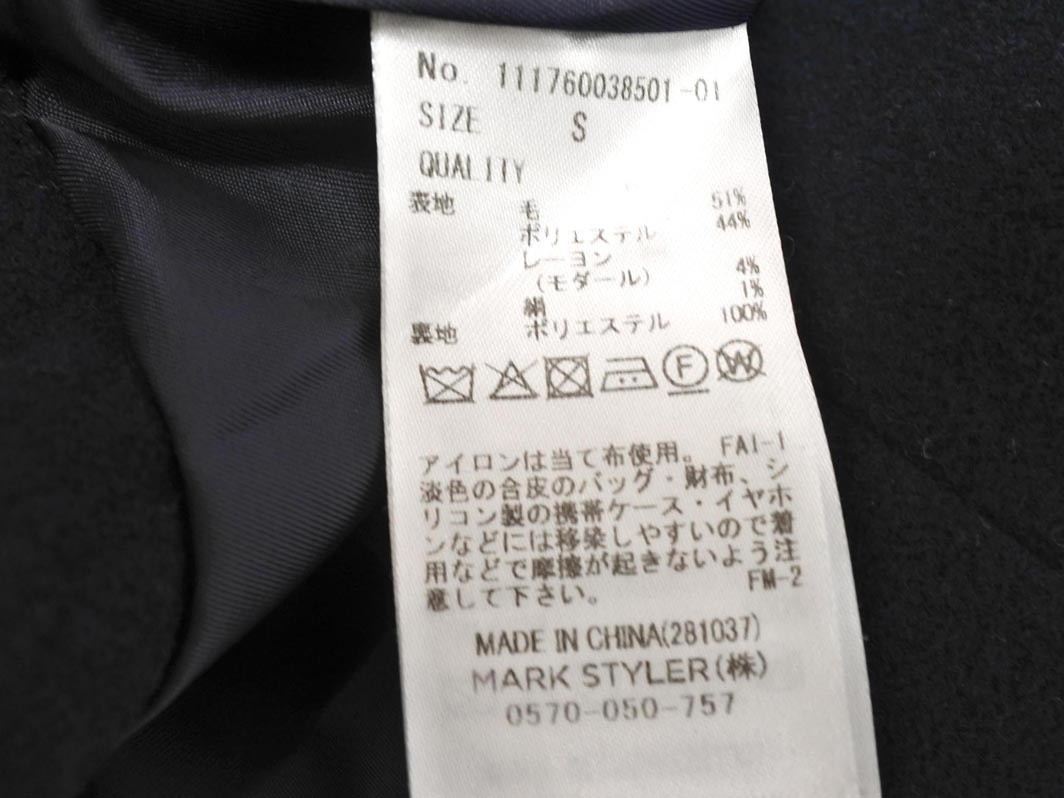 No. 111760038501-01
SIZE S
QUALITY
表地 毛 51%
ポリエステル 44%
レーヨン
(モダール) 4%
絹 1%
裏地 ポリエステル 100%
F W
アイロンは当て布使用。 FAI-1
淡色の合皮のバッグ・財布、シ
リコン製の携帯ケース・イヤホ
ンなどには移染しやすいので着
用などで摩擦が起きないよう注
意して下さい。 FM-2
MADE IN CHINA(281037)
MARK STYLER(株)
0570-050-757